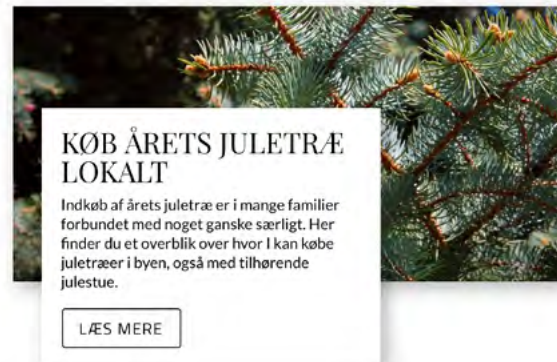 KØB ÅRETS JULETRÆ
LOKALT
Indkøb af årets juletræ er i mange familier
forbundet med noget ganske særligt. Her
finder du et overblik over hvor I kan købe
juletræer i byen, også med tilhørende
julestue.
LÆS MERE